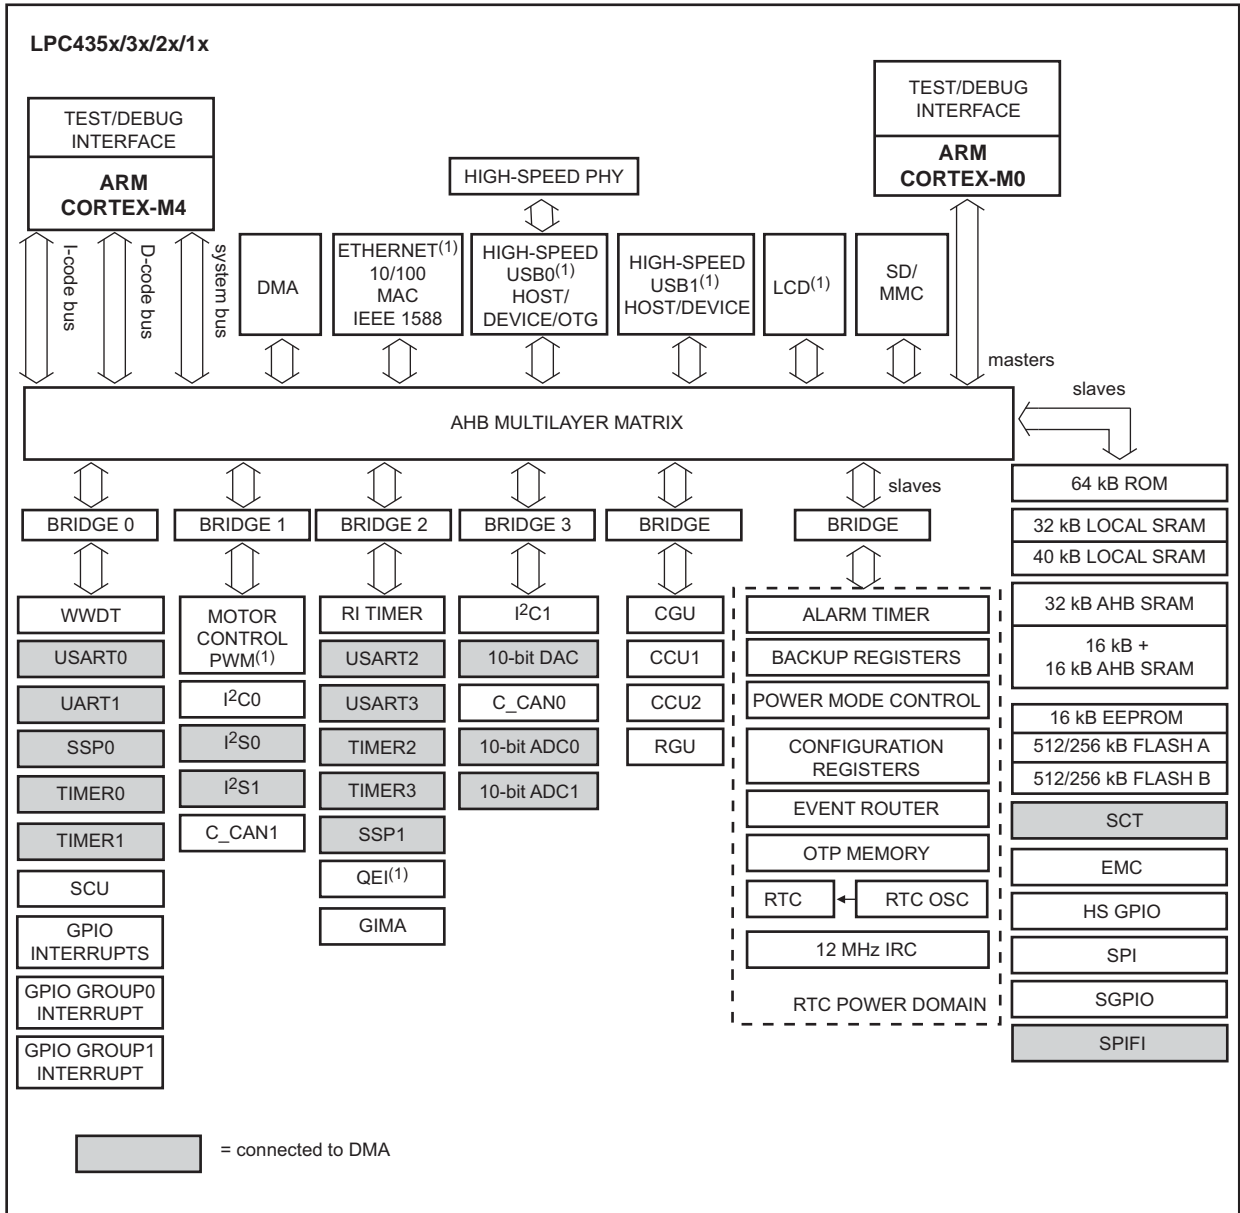 LPC435x/3x/2x/1x
TEST/DEBUG
INTERFACE
ARM
CORTEX-M4
TEST/DEBUG
INTERFACE
ARM
CORTEX-M0
HIGH-SPEED PHY
I-code bus
D-code bus
system bus
DMA
ETHERNET(1)
10/100
MAC
IEEE 1588
HIGH-SPEED
USB0(1)
HOST/
DEVICE/OTG
HIGH-SPEED
USB1(1)
HOST/DEVICE
LCD(1)
SD/
MMC
masters
slaves
AHB MULTILAYER MATRIX
slaves
BRIDGE 0
BRIDGE 1
BRIDGE 2
BRIDGE 3
BRIDGE
BRIDGE
WWDT
USART0
UART1
SSP0
TIMER0
TIMER1
SCU
GPIO
INTERRUPTS
GPIO GROUP0
INTERRUPT
GPIO GROUP1
INTERRUPT
MOTOR
CONTROL
PWM(1)
I2C0
I2S0
I2S1
C_CAN1
RI TIMER
USART2
USART3
TIMER2
TIMER3
SSP1
QEI(1)
GIMA
I2C1
10-bit DAC
C_CAN0
10-bit ADC0
10-bit ADC1
CGU
CCU1
CCU2
RGU
ALARM TIMER
BACKUP REGISTERS
POWER MODE CONTROL
CONFIGURATION
REGISTERS
EVENT ROUTER
OTP MEMORY
RTC
RTC OSC
12 MHz IRC
RTC POWER DOMAIN
64 kB ROM
32 kB LOCAL SRAM
40 kB LOCAL SRAM
32 kB AHB SRAM
16 kB +
16 kB AHB SRAM
16 kB EEPROM
512/256 kB FLASH A
512/256 kB FLASH B
SCT
EMC
HS GPIO
SPI
SGPIO
SPIFI
= connected to DMA